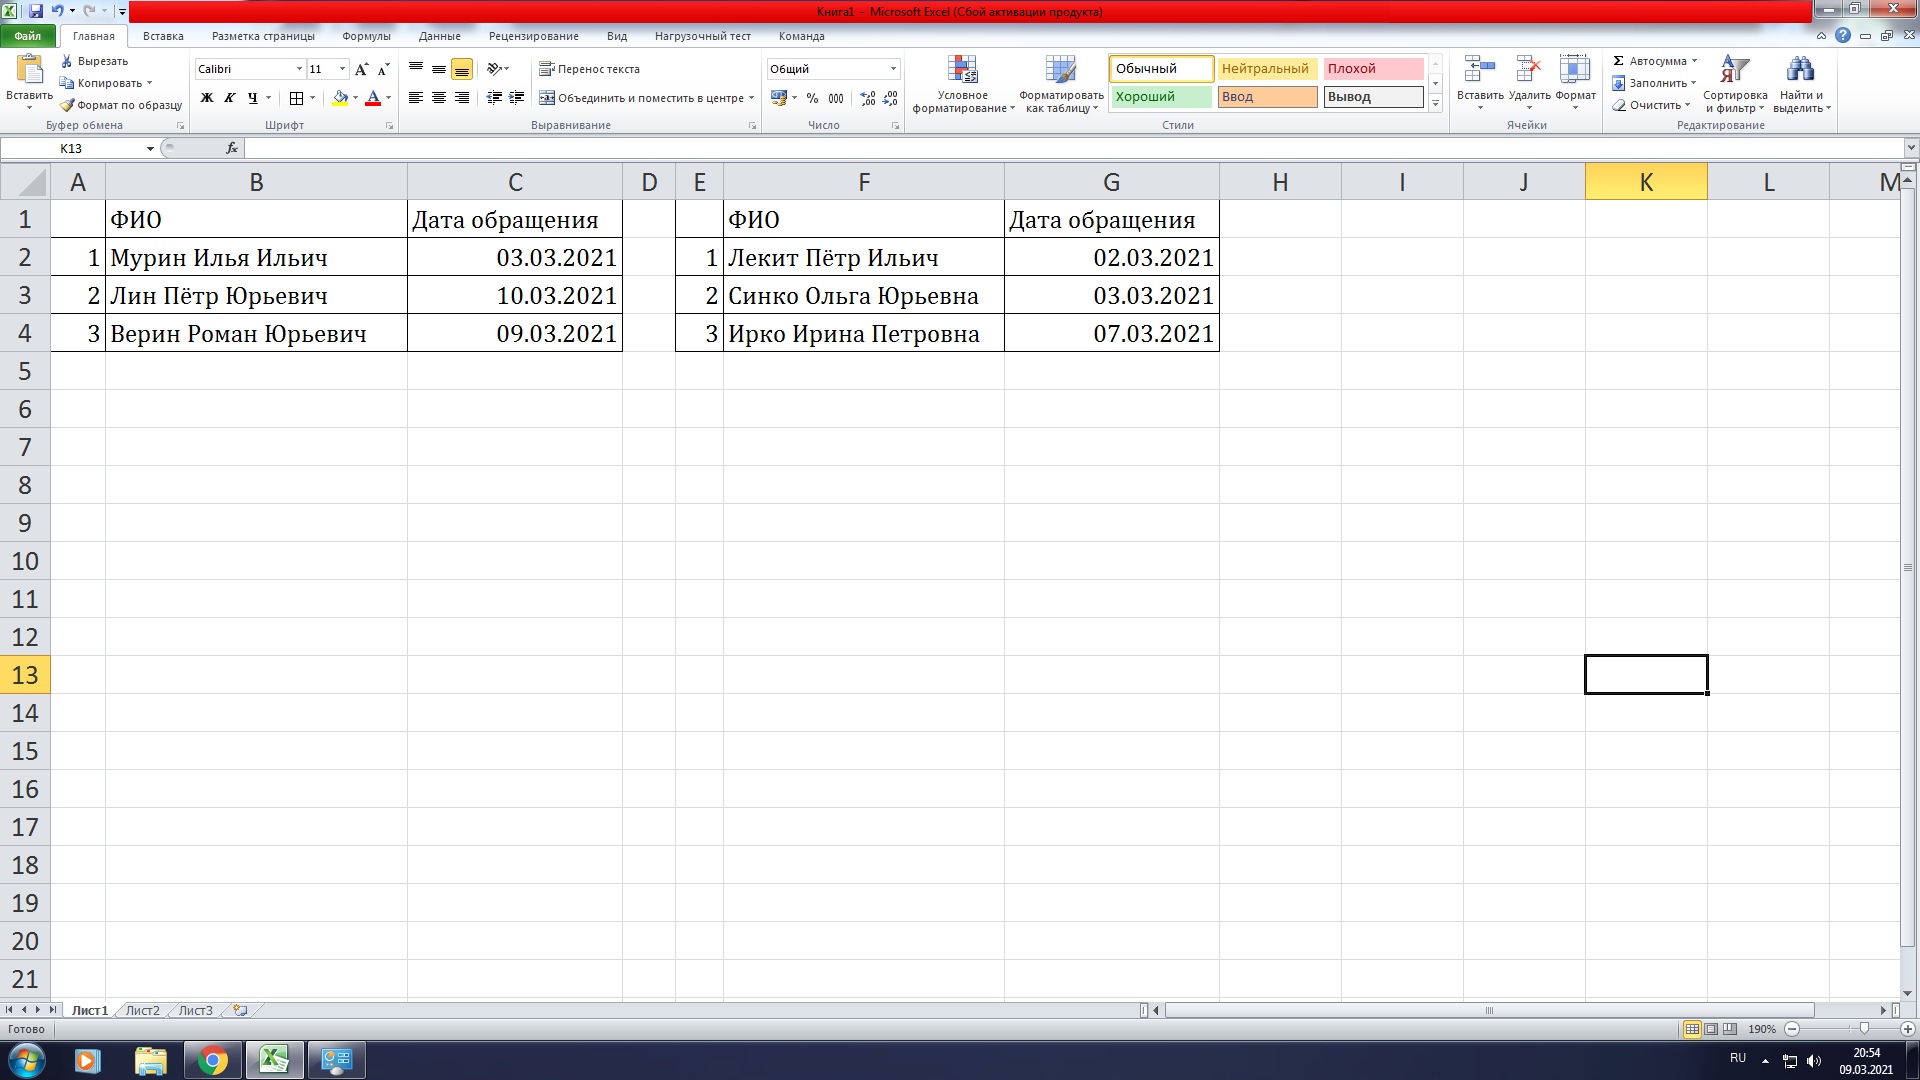 Книга1 - Microsoft Excel (Сбой активации продукта)
Файл Главная Вставка Разметка страницы Формулы Данные Рецензирование Вид Нагрузочный тест Команда
Вставить
Вырезать
Копировать
Формат по образцу
Буфер обмена
Calibri 11
Ж К Ч
Шрифт
Перенос текста
Объединить и поместить в центре
Выравнивание
Общий
% 000
Число
Условное форматирование
Форматировать как таблицу
Обычный Нейтральный Плохой
Хороший Ввод Вывод
Стили
Вставить Удалить Формат
Ячейки
Σ Автосумма
Заполнить
Очистить
Сортировка и фильтр
Найти и выделить
Редактирование
K13 fx
A B C D E F G H I J K L M
1 ФИО Дата обращения ФИО Дата обращения
2 1 Мурин Илья Ильич 03.03.2021 1 Лекит Пётр Ильич 02.03.2021
3 2 Лин Пётр Юрьевич 10.03.2021 2 Синко Ольга Юрьевна 03.03.2021
4 3 Верин Роман Юрьевич 09.03.2021 3 Ирко Ирина Петровна 07.03.2021
5
6
7
8
9
10
11
12
13
14
15
16
17
18
19
20
21
Лист1 Лист2 Лист3
Готово 190%
RU 20:54
09.03.2021